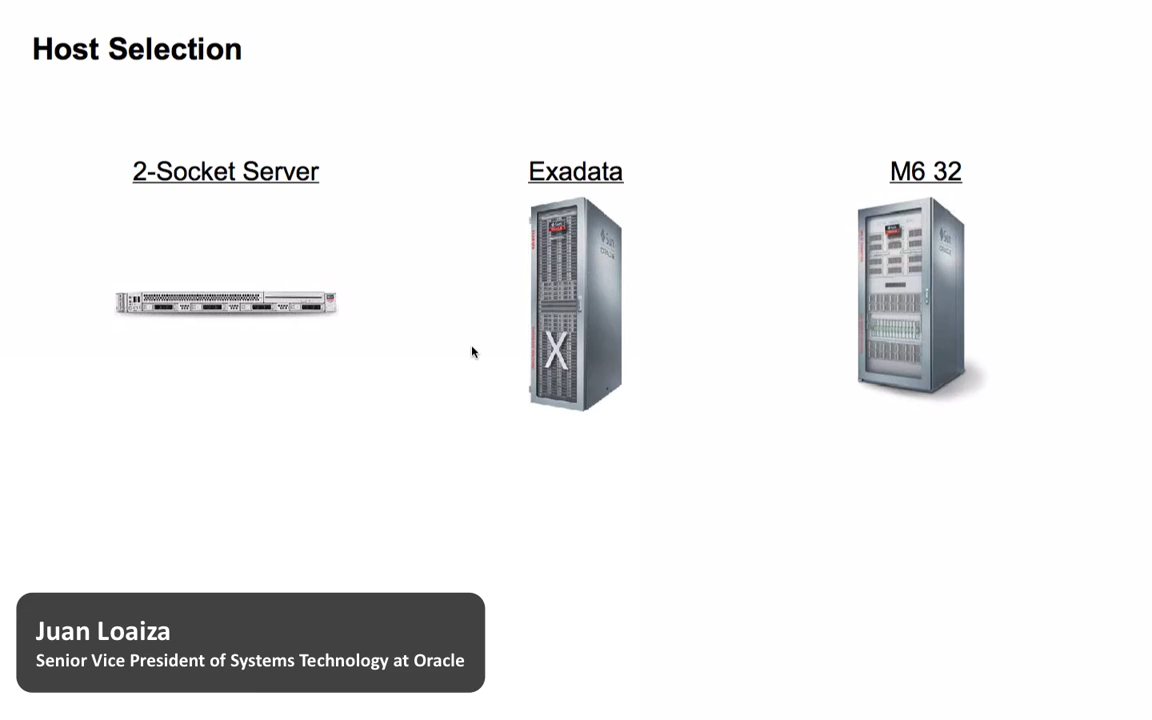 Host Selection
2-Socket Server
Exadata
M6 32
X
Juan Loaiza
Senior Vice President of Systems Technology at Oracle